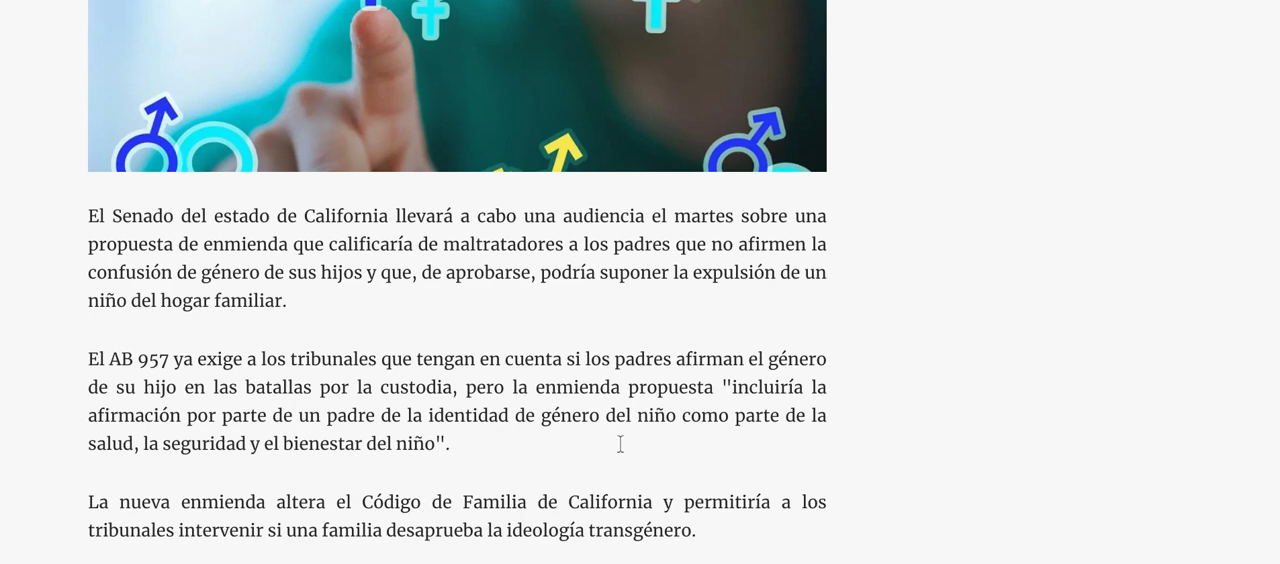 El Senado del estado de California llevará a cabo una audiencia el martes sobre una
propuesta de enmienda que calificaría de maltratadores a los padres que no afirmen la
confusión de género de sus hijos y que, de aprobarse, podría suponer la expulsión de un
niño del hogar familiar.
El AB 957 ya exige a los tribunales que tengan en cuenta si los padres afirman el género
de su hijo en las batallas por la custodia, pero la enmienda propuesta "incluiría la
afirmación por parte de un padre de la identidad de género del niño como parte de la
salud, la seguridad y el bienestar del niño".
La nueva enmienda altera el Código de Familia de California y permitiría a los
tribunales intervenir si una familia desaprueba la ideología transgénero.